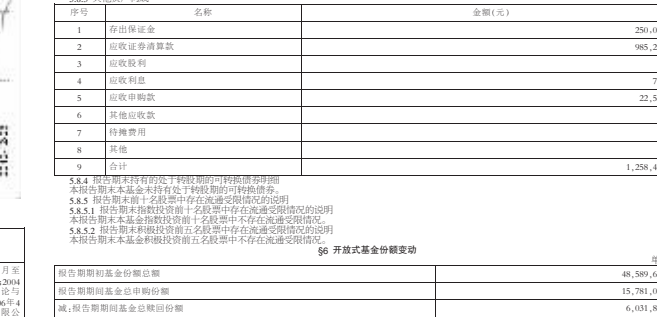 序号 名称 金额(元)
1 存出保证金 250,0
2 应收证券清算款 985,2
3 应收股利
4 应收利息 7
5 应收申购款 22,5
6 其他应收款
7 待摊费用
8 其他
9 合计 1,258,4
5.8.4 报告期末持有的处于转股期的可转换债券明细
本报告期末本基金未持有处于转股期的可转换债券。
5.8.5 报告期末前十名股票中存在流通受限情况的说明
5.8.5.1 报告期末指数投资前十名股票中存在流通受限情况的说明
本报告期末本基金指数投资前十名股票中不存在流通受限情况。
5.8.5.2 报告期末积极投资前五名股票中存在流通受限情况的说明
本报告期末本基金积极投资前五名股票中不存在流通受限情况。
§6 开放式基金份额变动
单
报告期期初基金份额总额 48,589,6
报告期期间基金总申购份额 15,781,0
减:报告期期间基金总赎回份额 6,031,8
月至
:2004
论与
06年4
限公